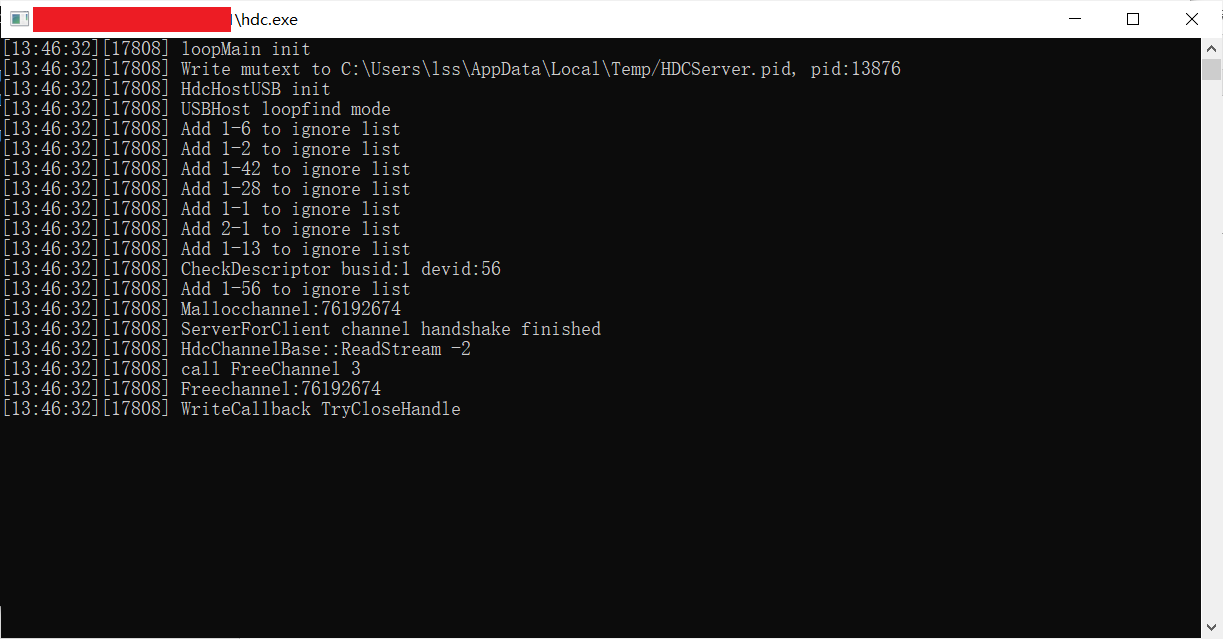 \hdc.exe
[13:46:32][17808] loopMain init
[13:46:32][17808] Write mutext to C:\Users\lss\AppData\Local\Temp/HDCServer.pid, pid:13876
[13:46:32][17808] HdcHostUSB init
[13:46:32][17808] USBHost loopfind mode
[13:46:32][17808] Add 1-6 to ignore list
[13:46:32][17808] Add 1-2 to ignore list
[13:46:32][17808] Add 1-42 to ignore list
[13:46:32][17808] Add 1-28 to ignore list
[13:46:32][17808] Add 1-1 to ignore list
[13:46:32][17808] Add 2-1 to ignore list
[13:46:32][17808] Add 1-13 to ignore list
[13:46:32][17808] CheckDescriptor busid:1 devid:56
[13:46:32][17808] Add 1-56 to ignore list
[13:46:32][17808] Mallocchannel:76192674
[13:46:32][17808] ServerForClient channel handshake finished
[13:46:32][17808] HdcChannelBase::ReadStream -2
[13:46:32][17808] call FreeChannel 3
[13:46:32][17808] Freechannel:76192674
[13:46:32][17808] WriteCallback TryCloseHandle